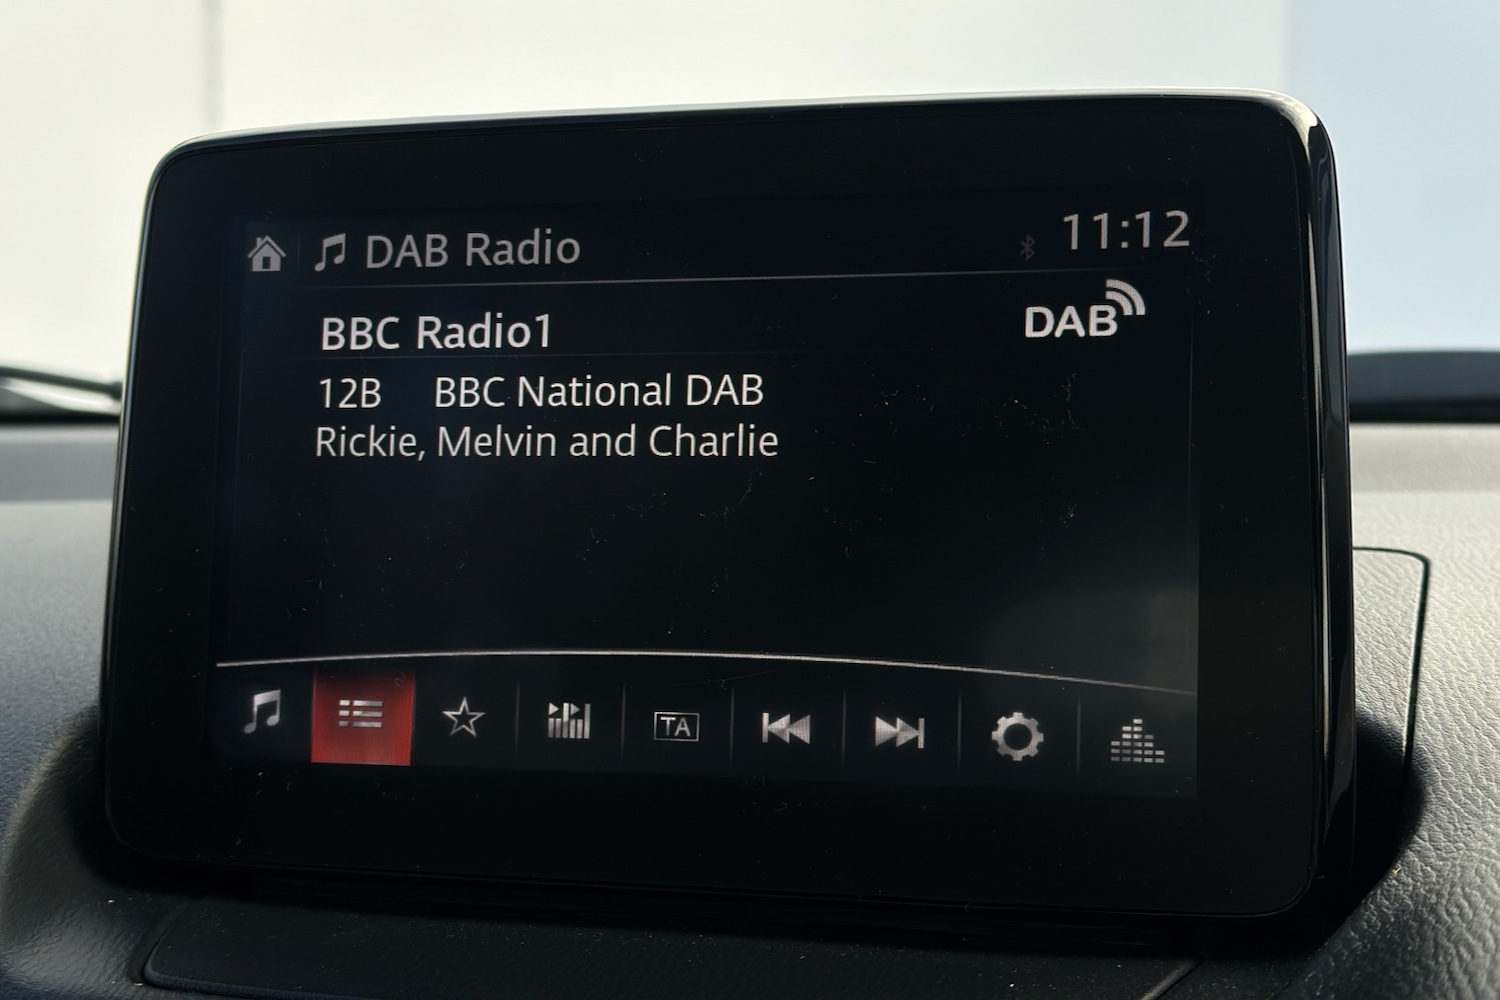 DAB Radio
11:12
BBC Radio1
DAB
12B BBC National DAB
Rickie, Melvin and Charlie
TA